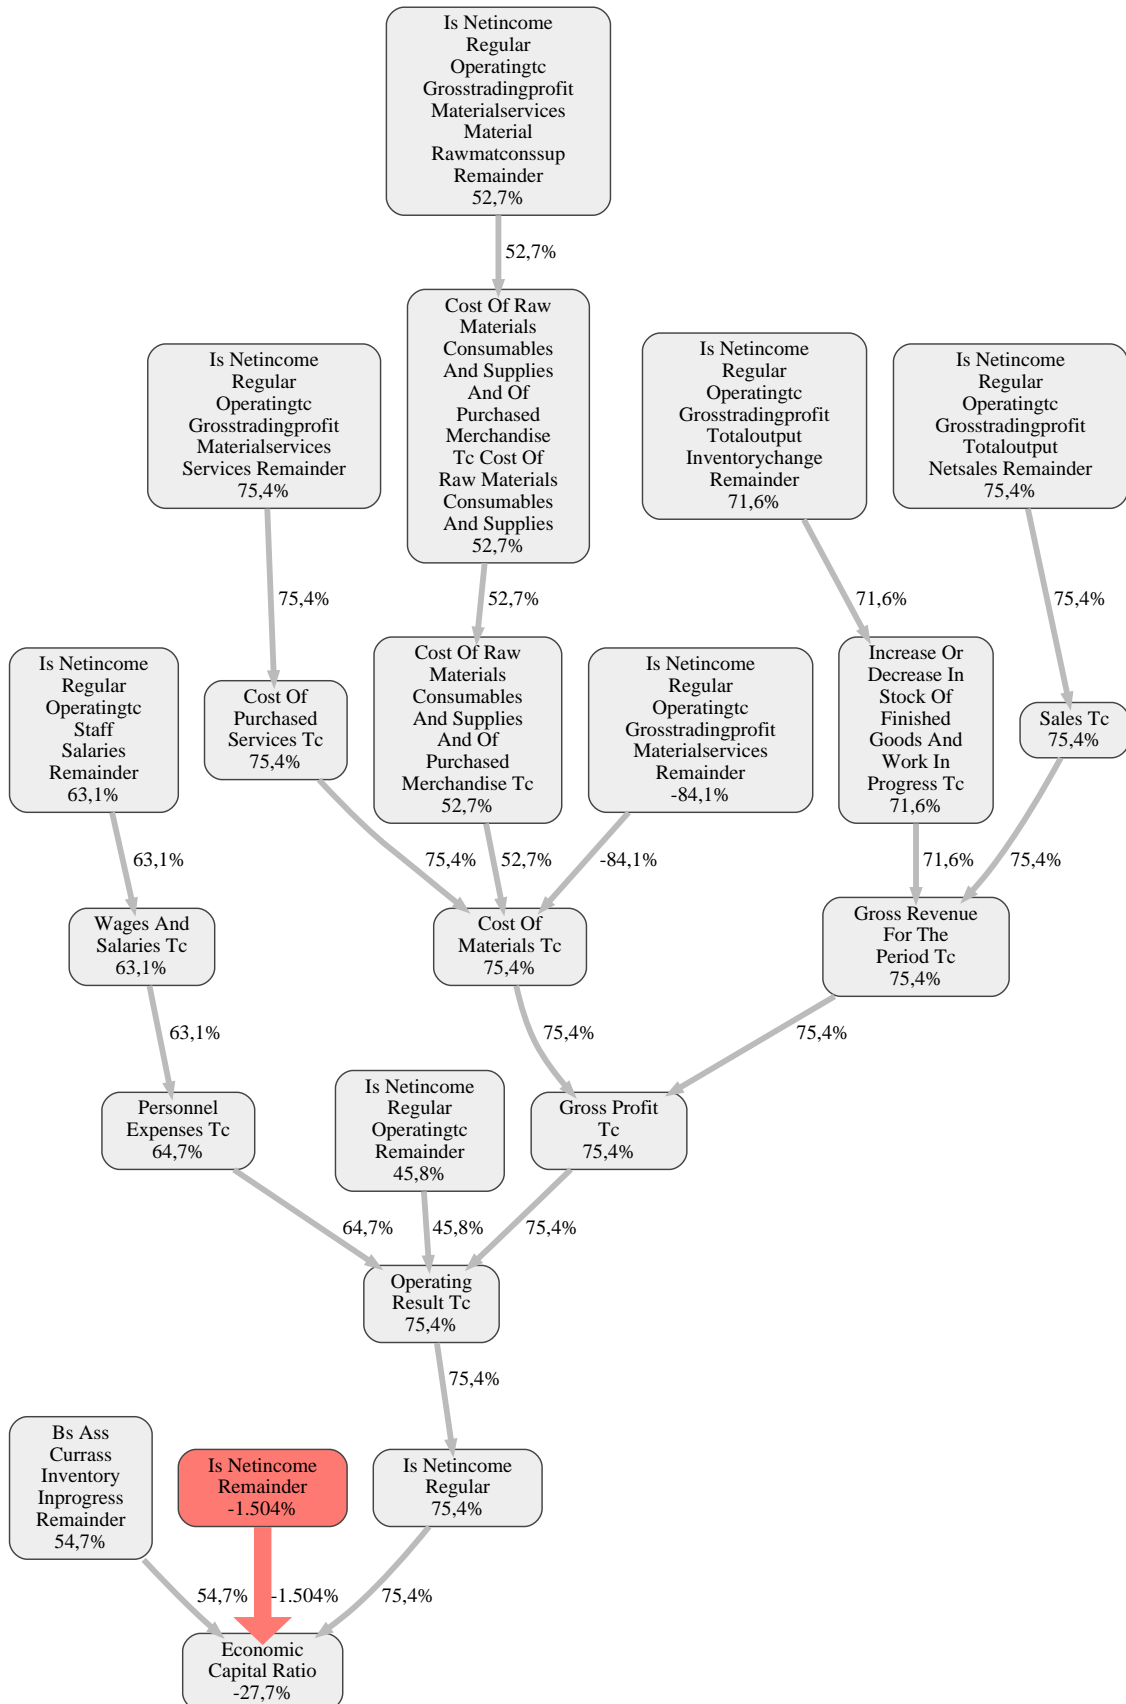 Is Netincome
Regular
Operatingtc
Grosstradingprofit
Materialservices
Material
Rawmatconssup
Remainder
52,7%
52,7%
Is Netincome
Regular
Operatingtc
Grosstradingprofit
Materialservices
Services Remainder
75,4%
Cost Of Raw
Materials
Consumables
And Supplies
And Of
Purchased
Merchandise
Tc Cost Of
Raw Materials
Consumables
And Supplies
52,7%
Is Netincome
Regular
Operatingtc
Grosstradingprofit
Totaloutput
Inventorychange
Remainder
71,6%
Is Netincome
Regular
Operatingtc
Grosstradingprofit
Totaloutput
Netsales Remainder
75,4%
75,4%
52,7%
71,6%
75,4%
Is Netincome
Regular
Operatingtc
Staff
Salaries
Remainder
63,1%
Cost Of
Purchased
Services Tc
75,4%
Cost Of Raw
Materials
Consumables
And Supplies
And Of
Purchased
Merchandise Tc
52,7%
Is Netincome
Regular
Operatingtc
Grosstradingprofit
Materialservices
Remainder
-84,1%
Increase Or
Decrease In
Stock Of
Finished
Goods And
Work In
Progress Tc
71,6%
Sales Tc
75,4%
63,1%
75,4%
52,7%
-84,1%
71,6%
75,4%
Wages And
Salaries Tc
63,1%
Cost Of
Materials Tc
75,4%
Gross Revenue
For The
Period Tc
75,4%
63,1%
75,4%
75,4%
Personnel
Expenses Tc
64,7%
Is Netincome
Regular
Operatingtc
Remainder
45,8%
Gross Profit
Tc
75,4%
64,7%
45,8%
75,4%
Operating
Result Tc
75,4%
75,4%
Bs Ass
Currass
Inventory
Inprogress
Remainder
54,7%
Is Netincome
Remainder
-1.504%
Is Netincome
Regular
75,4%
54,7%
-1.504%
75,4%
Economic
Capital Ratio
-27,7%